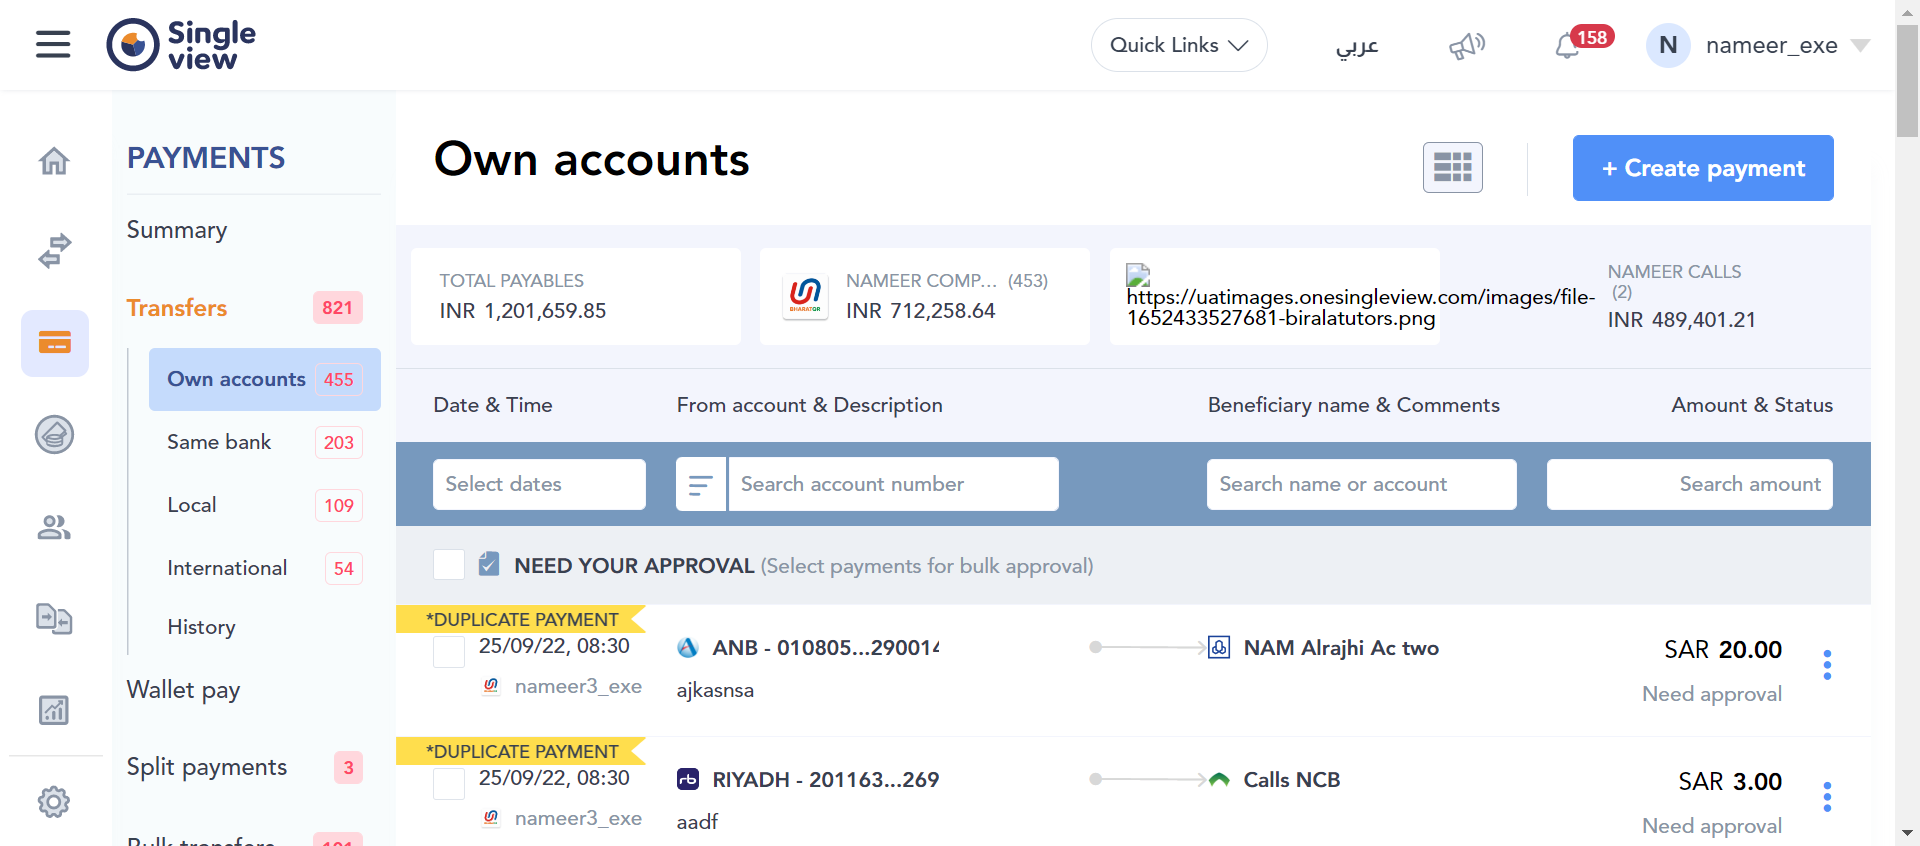 Single
view
Quick Links
عربي
158
N
nameer_exe
PAYMENTS
Summary
Transfers 821
Own accounts 455
Same bank 203
Local 109
International 54
History
Wallet pay
Split payments 3
Bulk transfers 191
Own accounts
+ Create payment
TOTAL PAYABLES
INR 1,201,659.85
BHARATQR
NAMEER COMP... (453)
INR 712,258.64
https://uatimages.onesingleview.com/images/file-
1652433527681-biralatutors.png
NAMEER CALLS
(2)
INR 489,401.21
Date & Time
From account & Description
Beneficiary name & Comments
Amount & Status
Select dates
Search account number
Search name or account
Search amount
NEED YOUR APPROVAL (Select payments for bulk approval)
*DUPLICATE PAYMENT
25/09/22, 08:30
nameer3_exe
ANB - 010805...290014
ajkasnsa
NAM Alrajhi Ac two
SAR 20.00
Need approval
*DUPLICATE PAYMENT
25/09/22, 08:30
nameer3_exe
rb
RIYADH - 201163...269
aadf
Calls NCB
SAR 3.00
Need approval